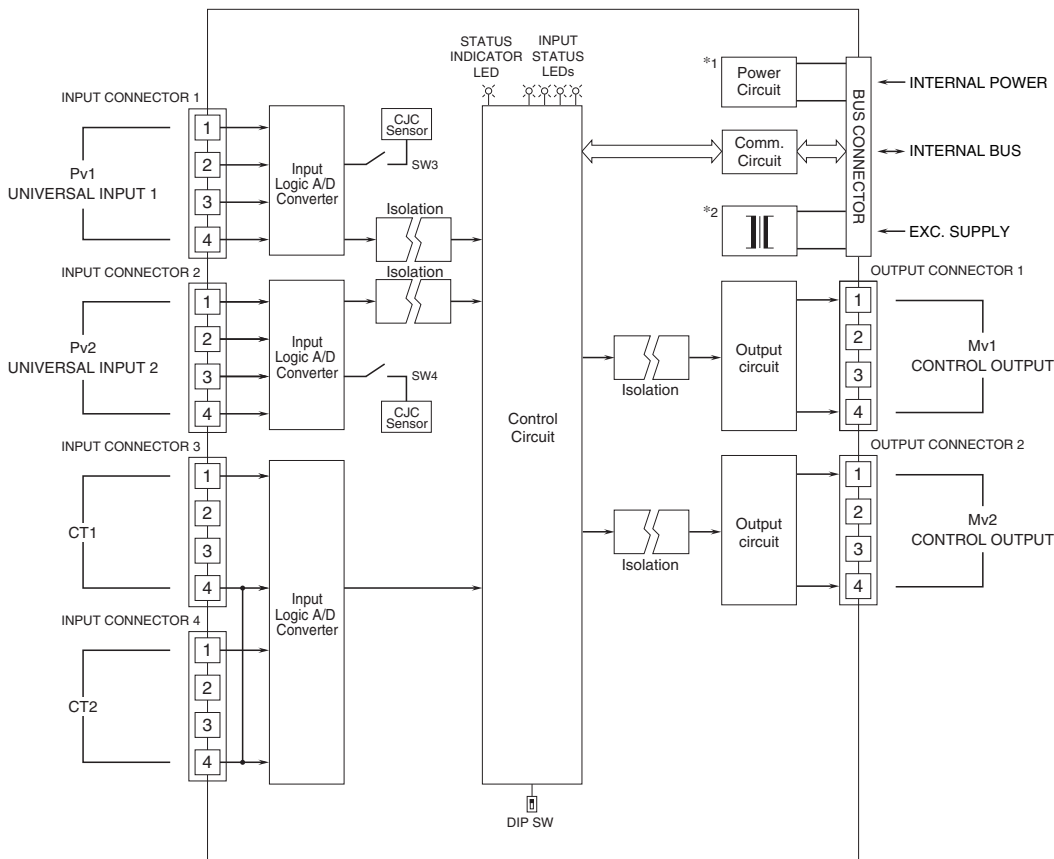 STATUS
INDICATOR
LED
INPUT
STATUS
LEDs
*1
Power
Circuit
BUS CONNECTOR
INTERNAL POWER
Comm.
Circuit
INTERNAL BUS
*2
EXC. SUPPLY
INPUT CONNECTOR 1
1
2
3
4
Pv1
UNIVERSAL INPUT 1
Input
Logic A/D
Converter
CJC
Sensor
SW3
Isolation
INPUT CONNECTOR 2
1
2
3
4
Pv2
UNIVERSAL INPUT 2
Input
Logic A/D
Converter
Isolation
SW4
CJC
Sensor
INPUT CONNECTOR 3
1
2
3
4
CT1
INPUT CONNECTOR 4
1
2
3
4
CT2
Input
Logic A/D
Converter
Control
Circuit
DIP SW
Isolation
Output
circuit
OUTPUT CONNECTOR 1
1
2
3
4
Mv1
CONTROL OUTPUT
Isolation
Output
circuit
OUTPUT CONNECTOR 2
1
2
3
4
Mv2
CONTROL OUTPUT